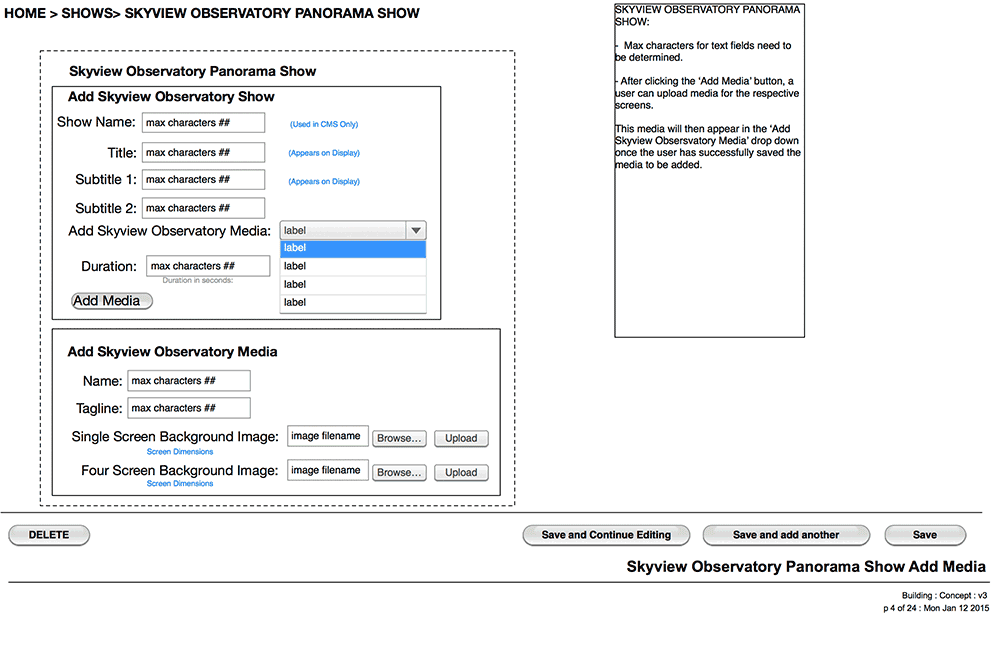 HOME > SHOWS> SKYVIEW OBSERVATORY PANORAMA SHOW
Skyview Observatory Panorama Show
Add Skyview Observatory Show
Show Name: max characters ## (Used in CMS Only)
Title: max characters ## (Appears on Display)
Subtitle 1: max characters ## (Appears on Display)
Subtitle 2: max characters ##
Add Skyview Observatory Media: label
label
Duration: max characters ## label
Duration in seconds: label
Add Media label
Add Skyview Observatory Media
Name: max characters ##
Tagline: max characters ##
Single Screen Background Image: image filename Browse... Upload
Screen Dimensions
Four Screen Background Image: image filename Browse... Upload
Screen Dimensions
SKYVIEW OBSERVATORY PANORAMA
SHOW:
- Max characters for text fields need to
be determined.
- After clicking the ‘Add Media’ button, a
user can upload media for the respective
screens.
This media will then appear in the ‘Add
Skyview Obsersvatory Media’ drop down
once the user has successfully saved the
media to be added.
DELETE Save and Continue Editing Save and add another Save
Skyview Observatory Panorama Show Add Media
Building : Concept : v3
p 4 of 24 : Mon Jan 12 2015